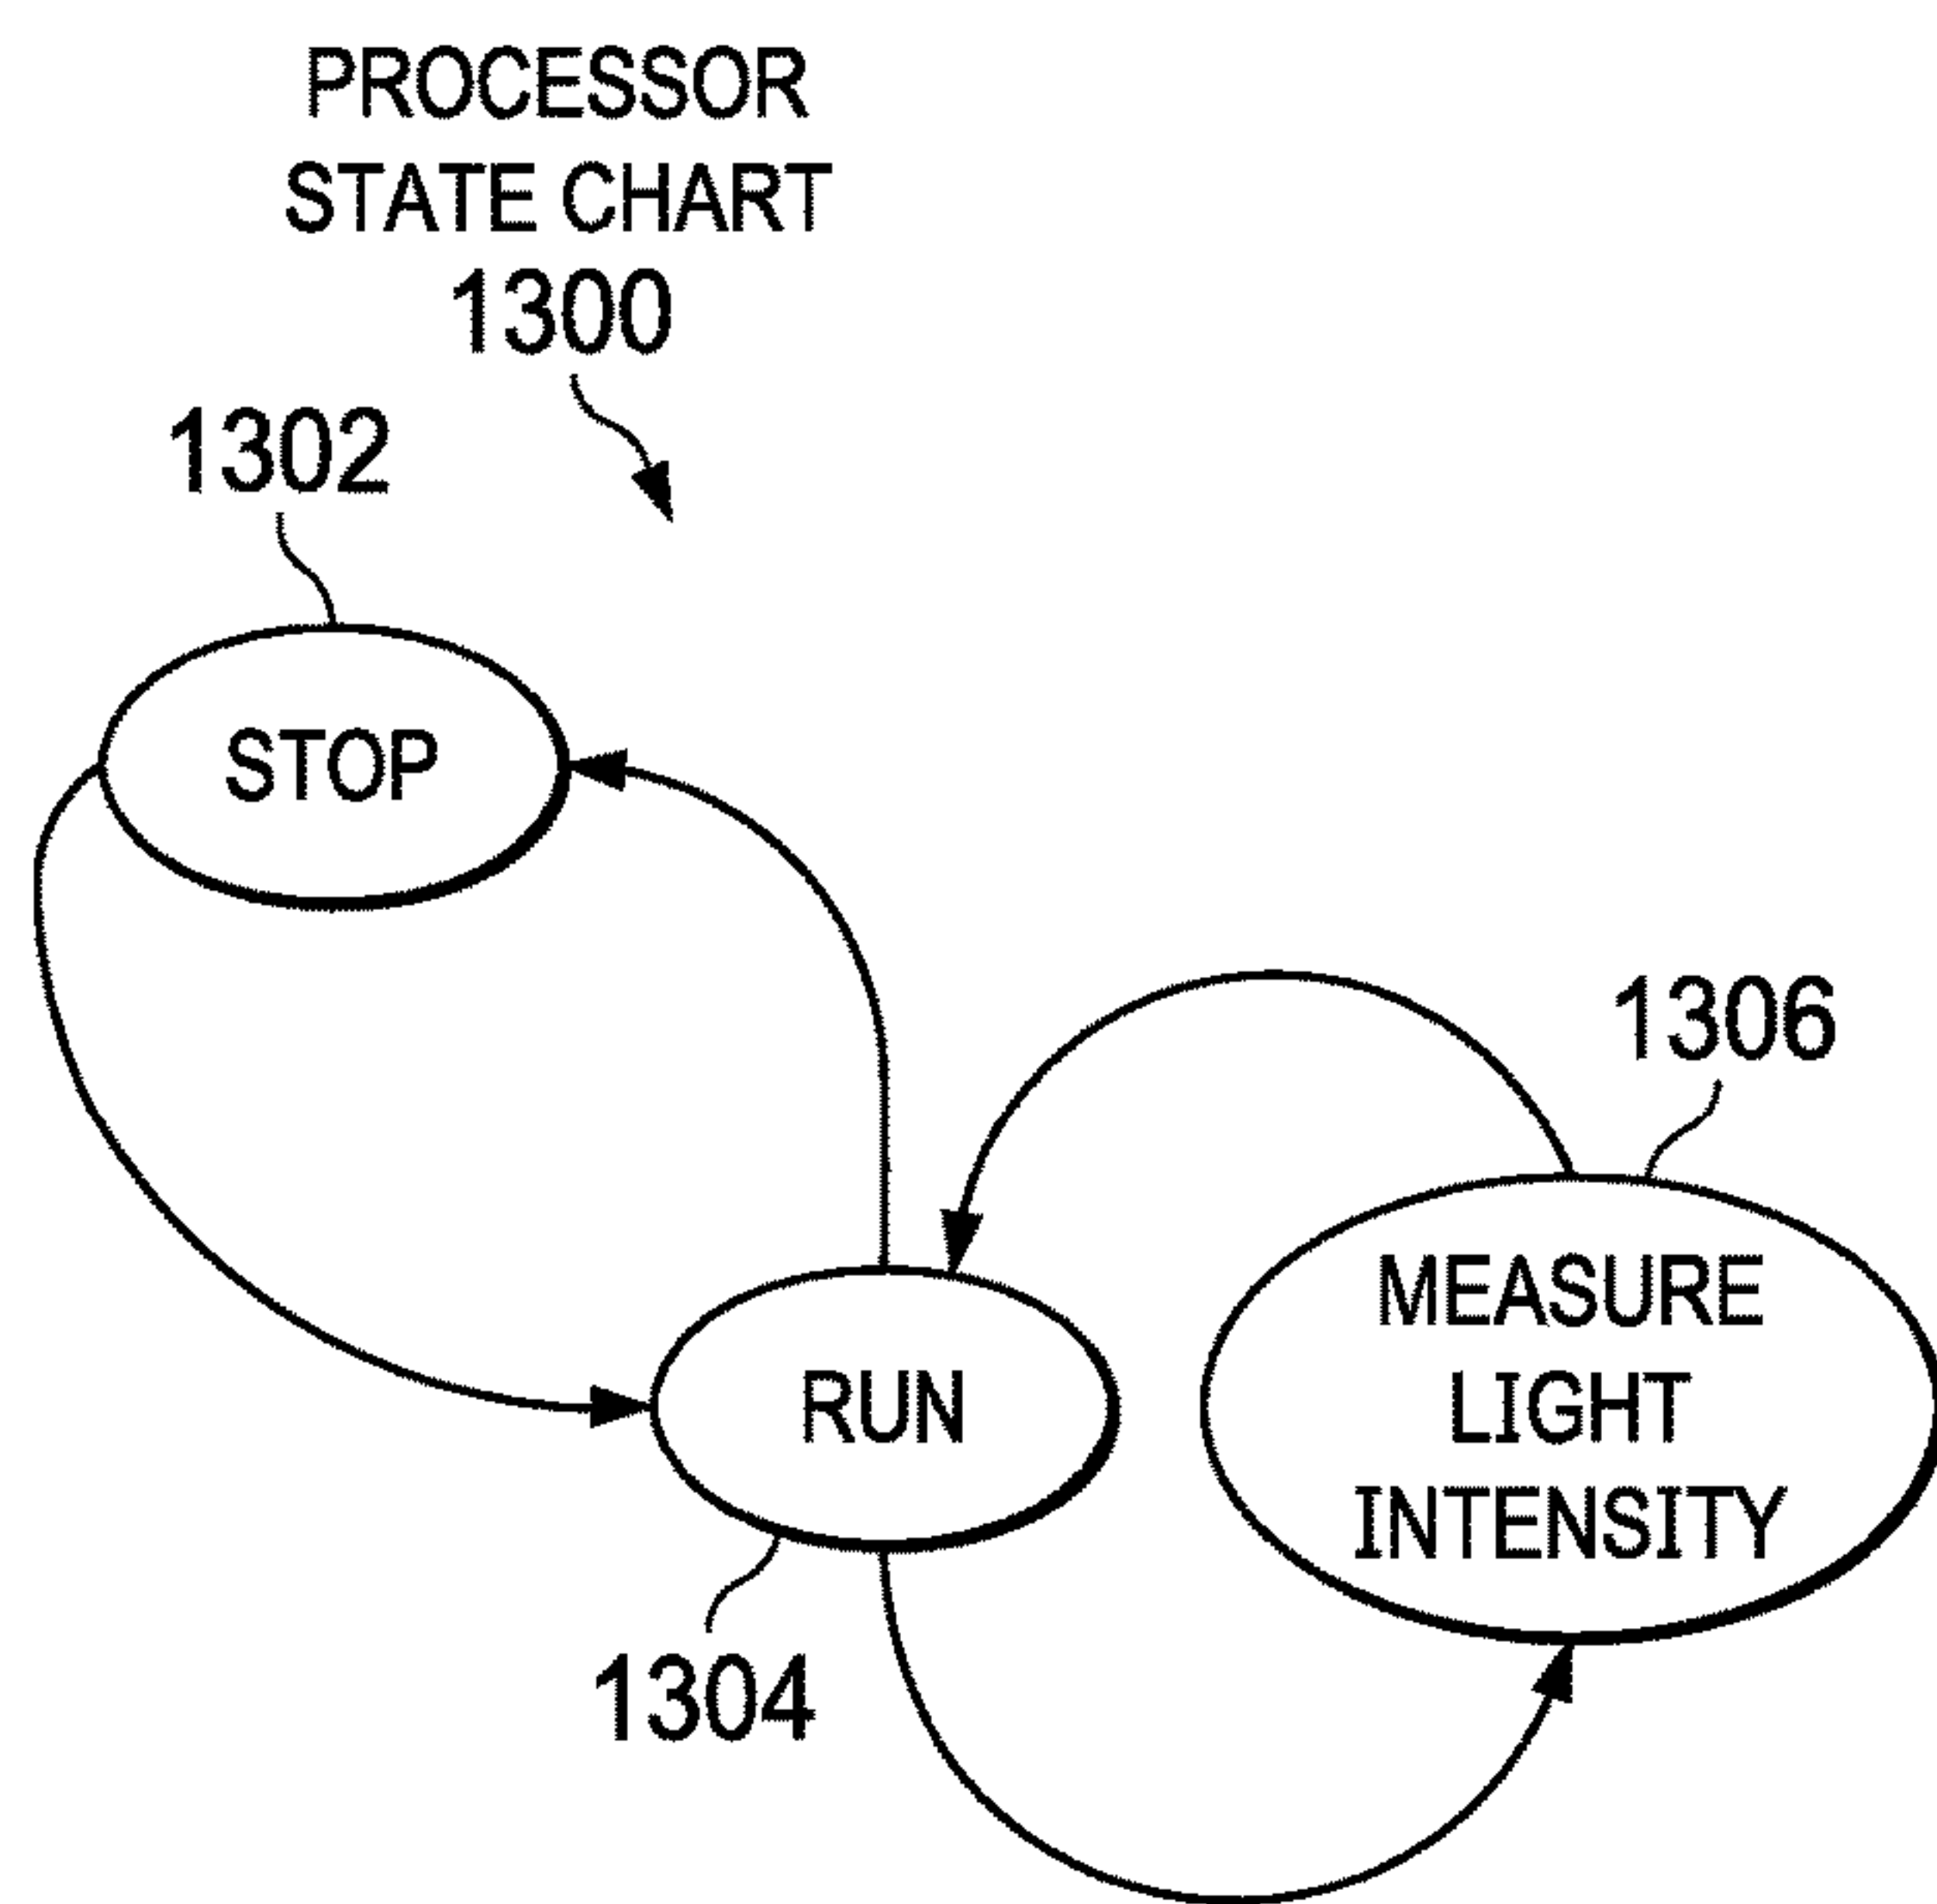 PROCESSOR
STATE CHART
1300
1302
STOP
1306
MEASURE
LIGHT
INTENSITY
RUN
1304